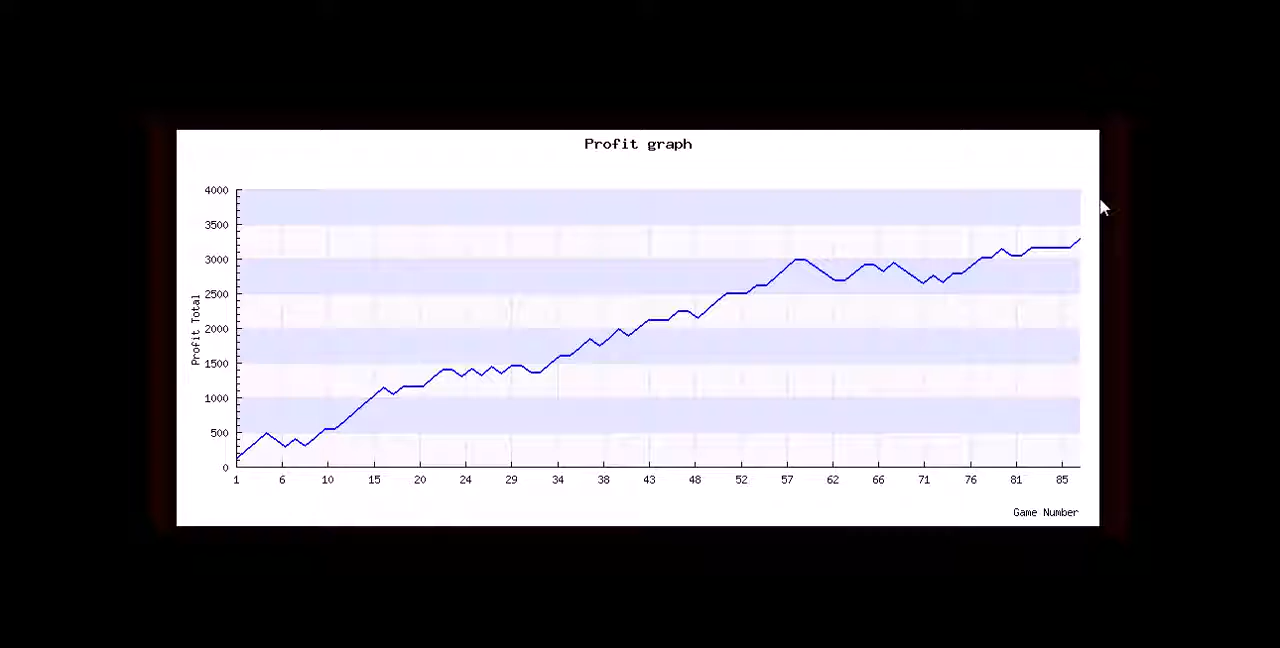 Profit graph
4000
3500
3000
2500
2000
1500
1000
500
0
Profit Total
1 6 10 15 20 24 29 34 38 43 48 52 57 62 66 71 76 81 85
Game Number